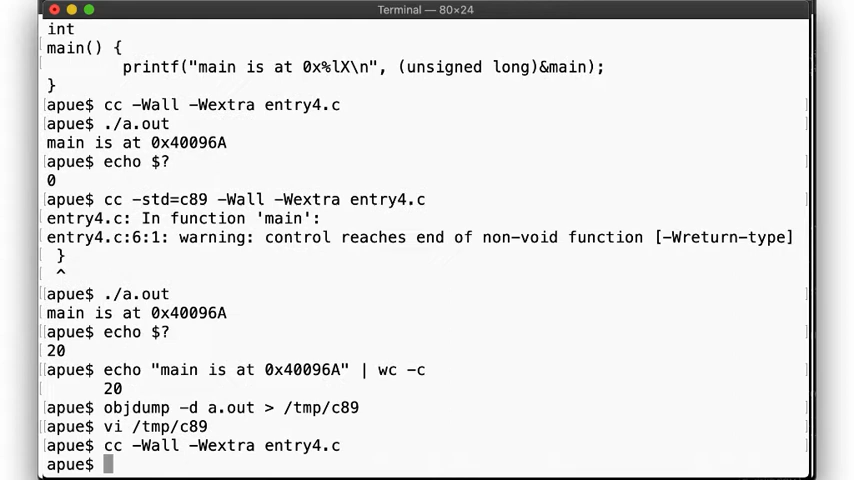 Terminal — 80×24
int
main() {
        printf("main is at 0x%lX\n", (unsigned long)&main);
}
apue$ cc -Wall -Wextra entry4.c
apue$ ./a.out
main is at 0x40096A
apue$ echo $?
0
apue$ cc -std=c89 -Wall -Wextra entry4.c
entry4.c: In function 'main':
entry4.c:6:1: warning: control reaches end of non-void function [-Wreturn-type]
 }
 ^
apue$ ./a.out
main is at 0x40096A
apue$ echo $?
20
apue$ echo "main is at 0x40096A" | wc -c
      20
apue$ objdump -d a.out > /tmp/c89
apue$ vi /tmp/c89
apue$ cc -Wall -Wextra entry4.c
apue$